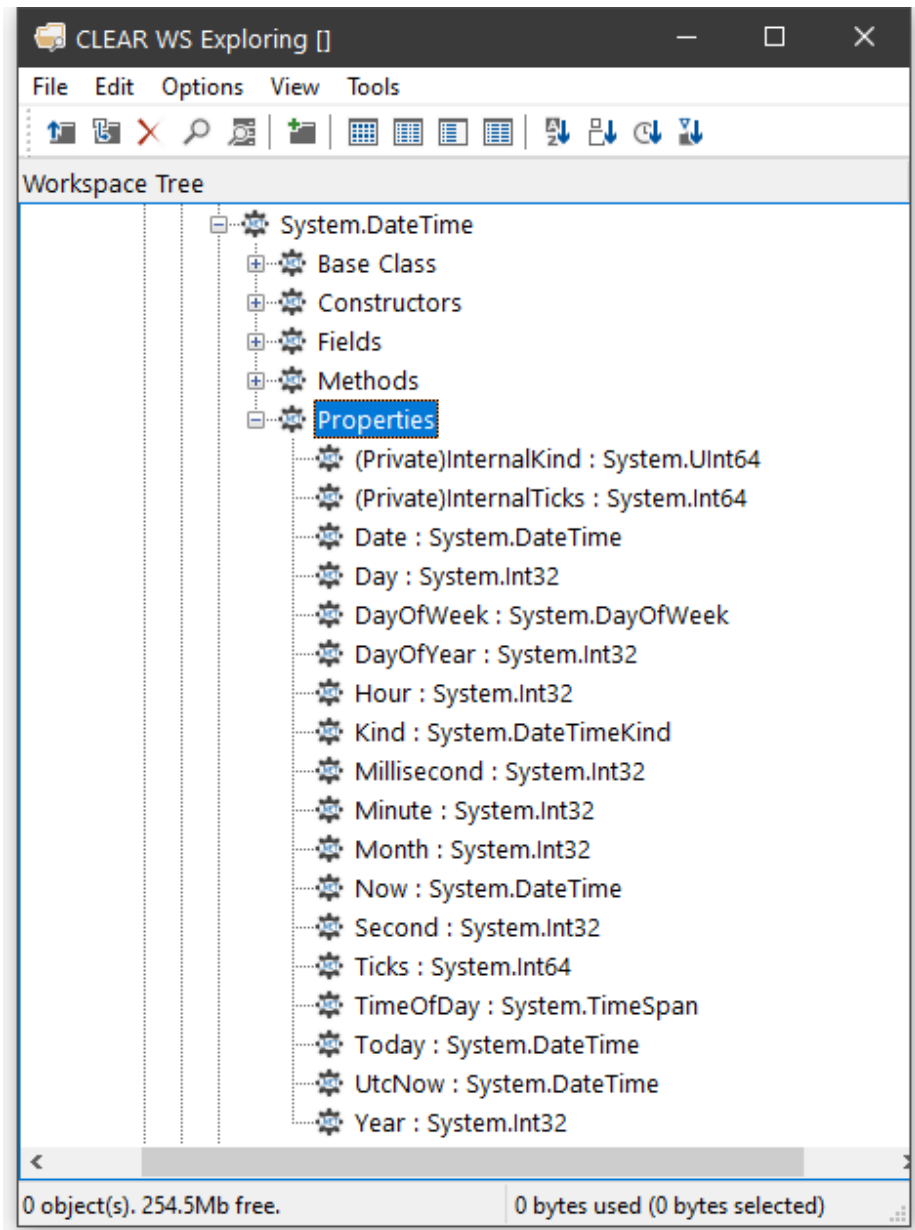 CLEAR WS Exploring []
File Edit Options View Tools
Workspace Tree
System.DateTime
Base Class
Constructors
Fields
Methods
Properties
(Private)InternalKind : System.UInt64
(Private)InternalTicks : System.Int64
Date : System.DateTime
Day : System.Int32
DayOfWeek : System.DayOfWeek
DayOfYear : System.Int32
Hour : System.Int32
Kind : System.DateTimeKind
Millisecond : System.Int32
Minute : System.Int32
Month : System.Int32
Now : System.DateTime
Second : System.Int32
Ticks : System.Int64
TimeOfDay : System.TimeSpan
Today : System.DateTime
UtcNow : System.DateTime
Year : System.Int32
0 object(s). 254.5Mb free. 0 bytes used (0 bytes selected)